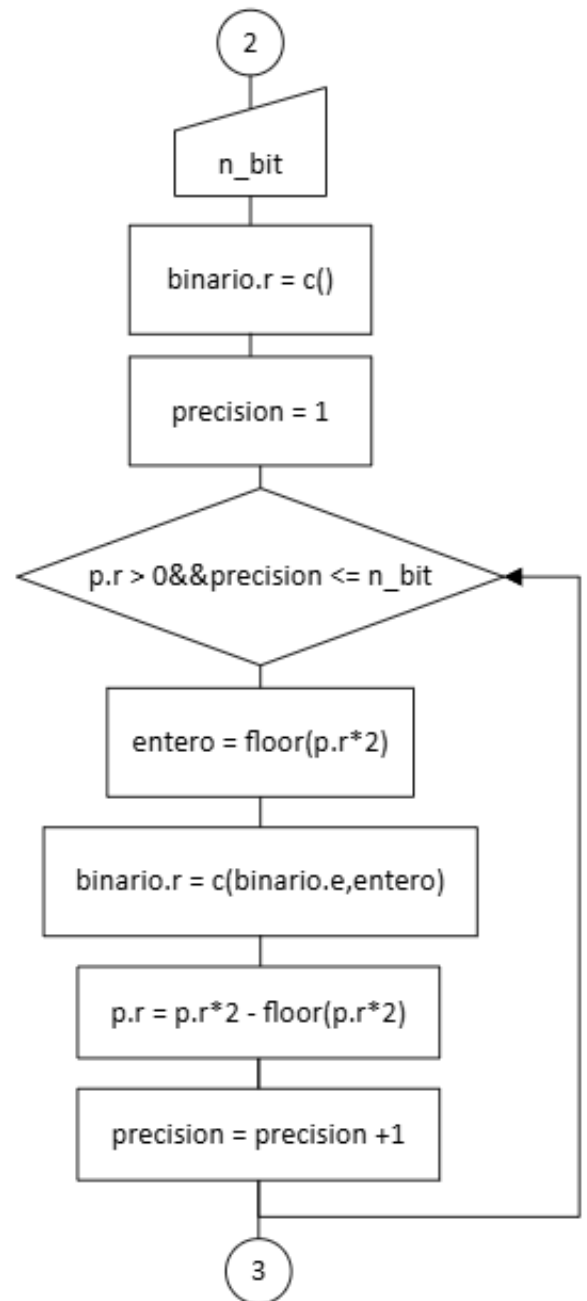 2
n_bit
binario.r = c()
precision = 1
p.r > 0&&precision <= n_bit
entero = floor(p.r*2)
binario.r = c(binario.e,entero)
p.r = p.r*2 - floor(p.r*2)
precision = precision +1
3